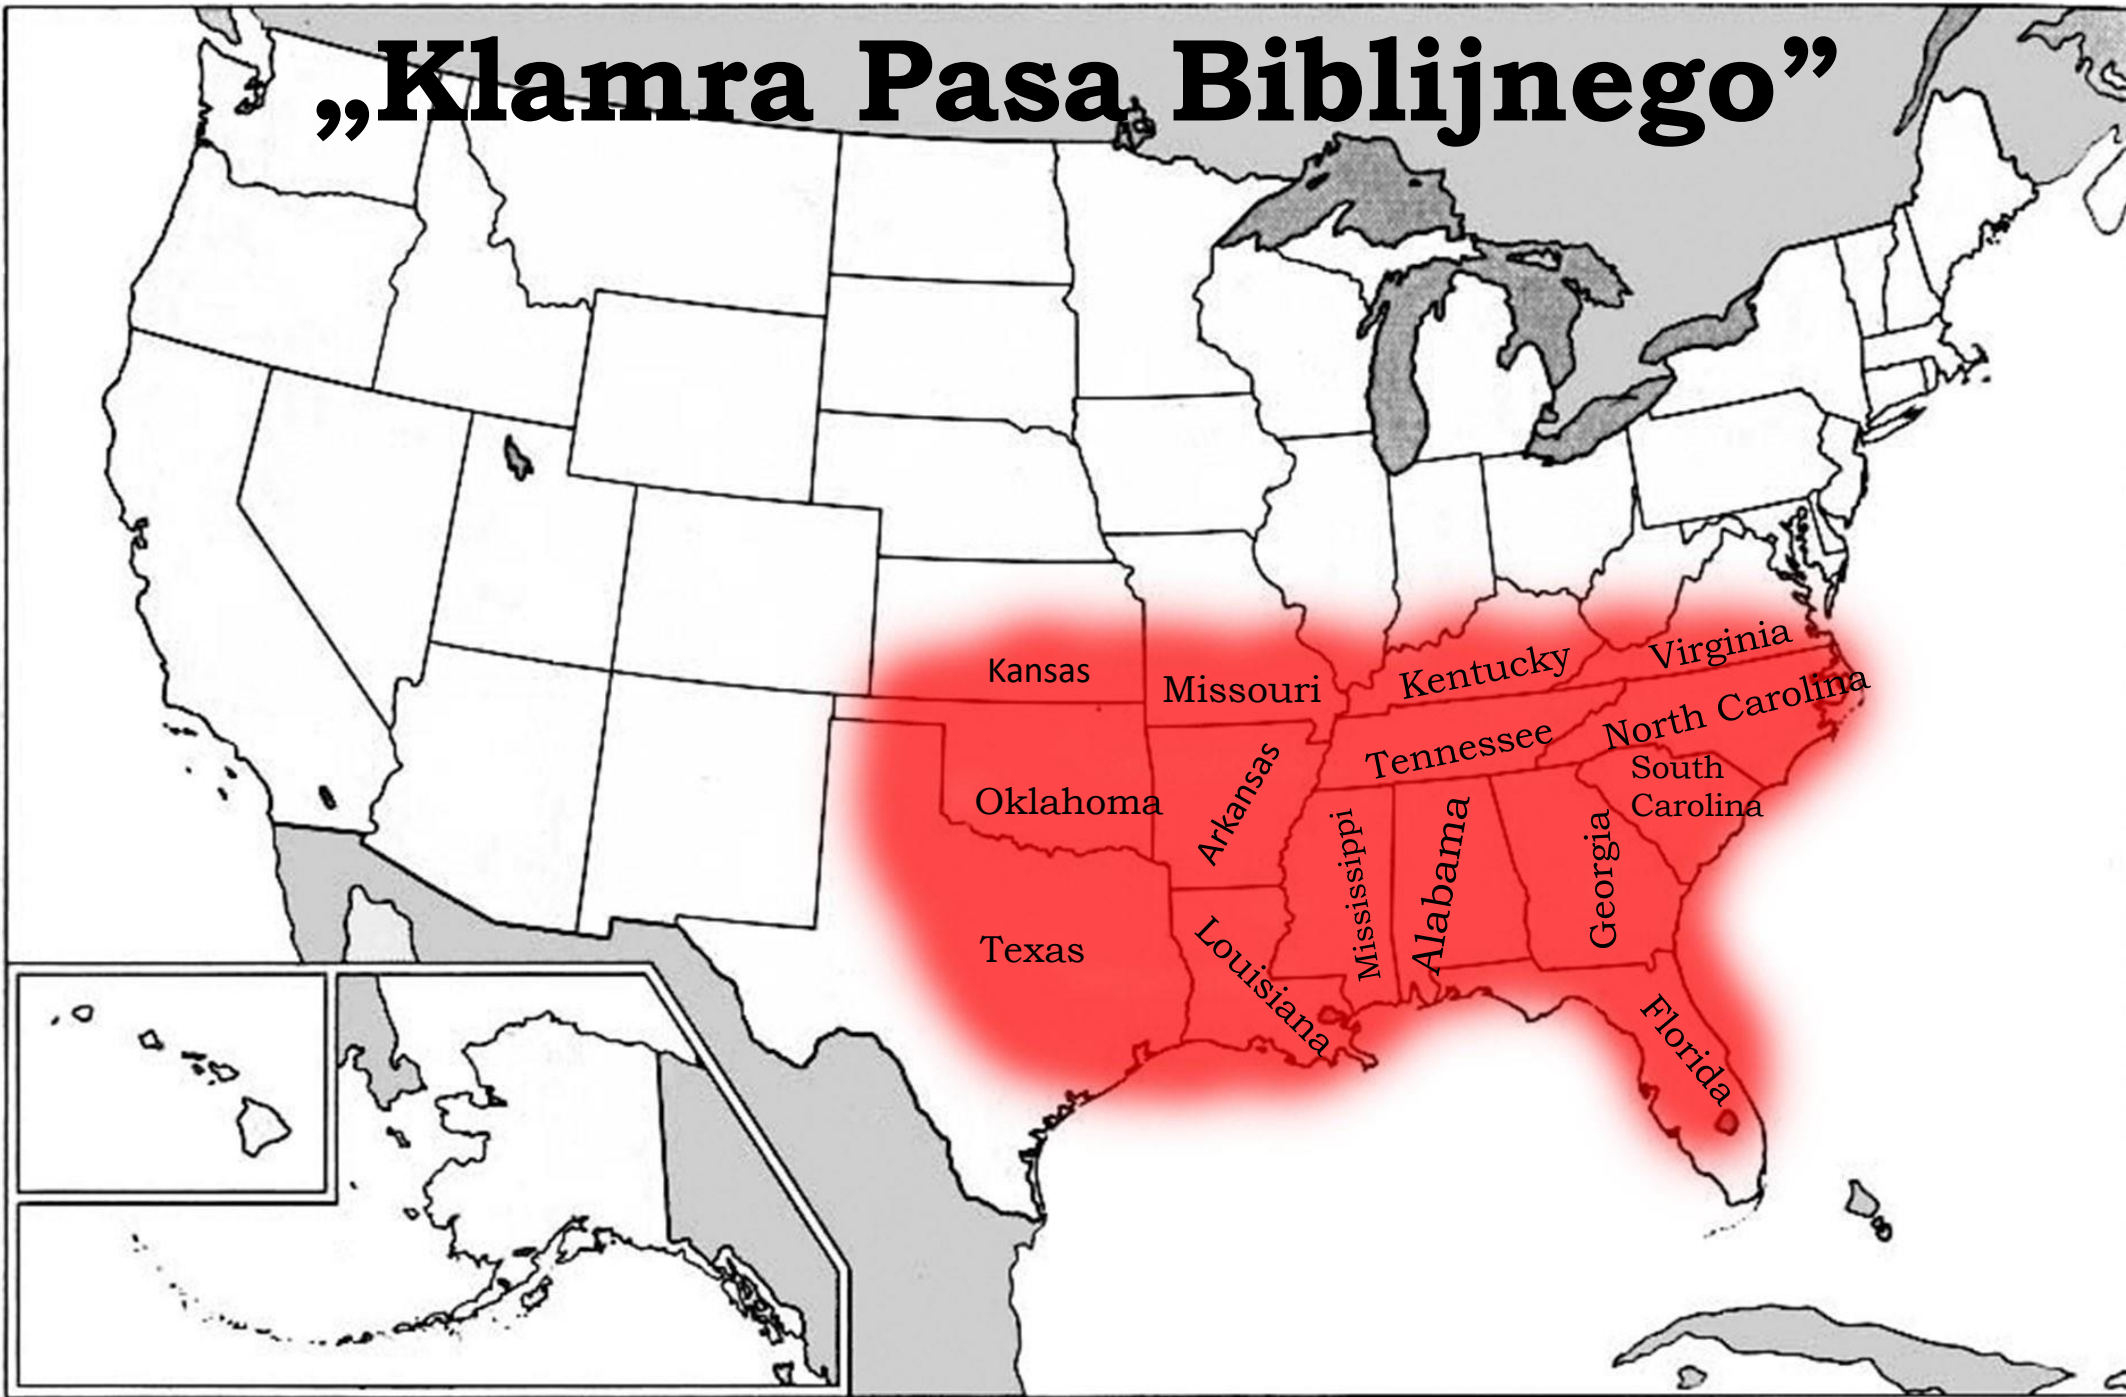 „Klamra Pasa Biblijnego”
Kansas
Missouri
Kentucky
Virginia
Oklahoma
Arkansas
Tennessee
North Carolina
South
Carolina
Texas
Louisiana
Mississippi
Alabama
Georgia
Florida